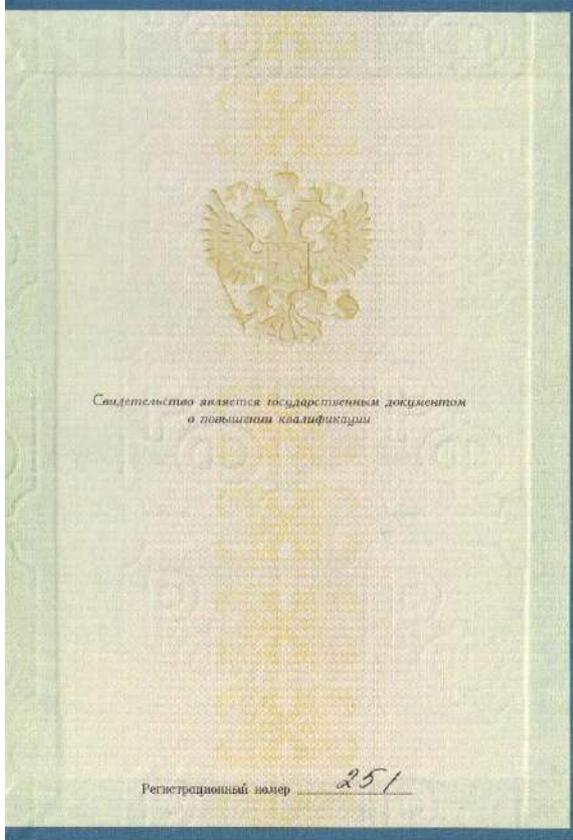 Свидетельство является государственным документом
о повышении квалификации
Регистрационный номер 251